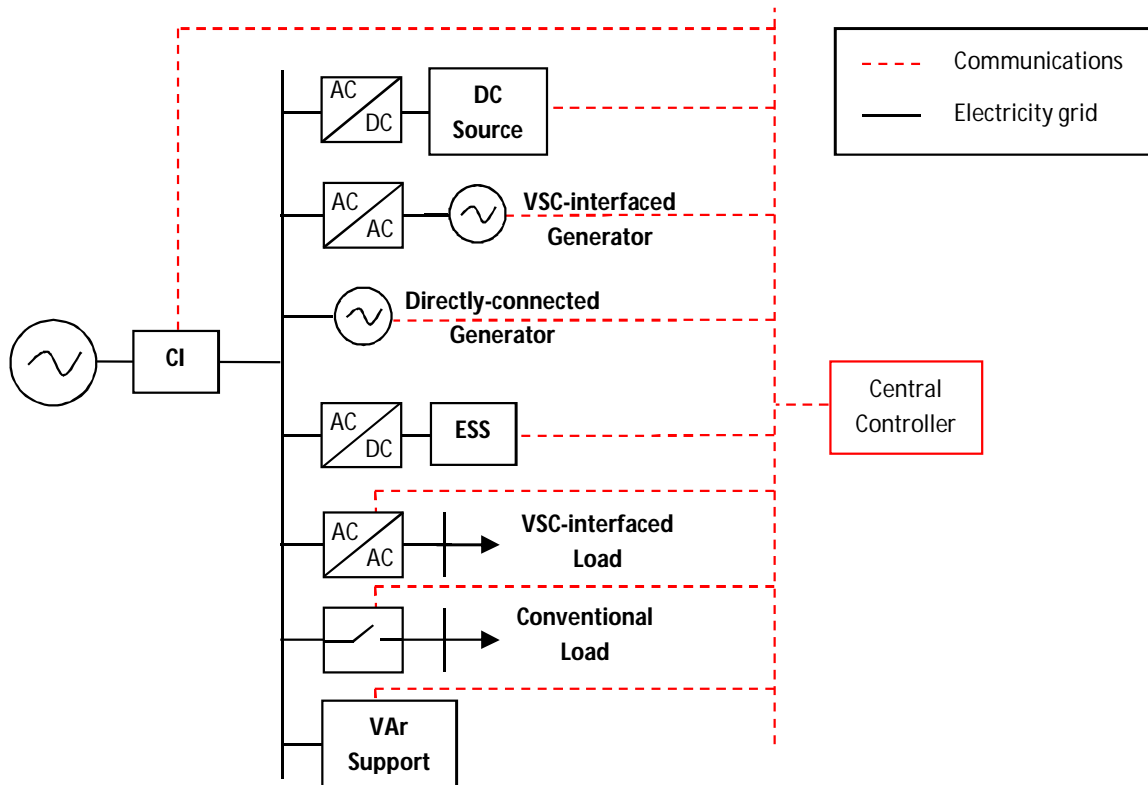 Communications
Electricity grid
AC
DC
DC
Source
AC
AC
VSC-interfaced
Generator
Directly-connected
Generator
CI
Central
Controller
AC
DC
ESS
AC
AC
VSC-interfaced
Load
Conventional
Load
VAr
Support